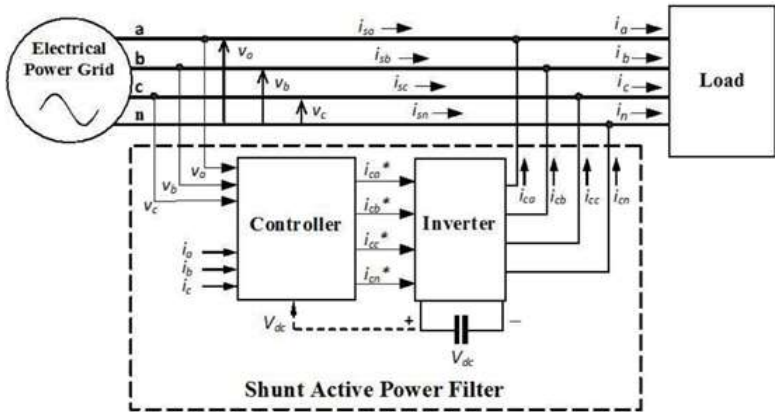 a
i_sa
i_a
Electrical
Power Grid
v_a
b
i_sb
i_b
v_b
c
i_sc
i_c
Load
v_c
n
i_sn
i_n
v_a
v_b
v_c
i_ca*
i_cb*
i_cc*
i_cn*
i_ca
i_cb
i_cc
i_cn
Controller
Inverter
i_a
i_b
i_c
V_dc
+
−
V_dc
Shunt Active Power Filter